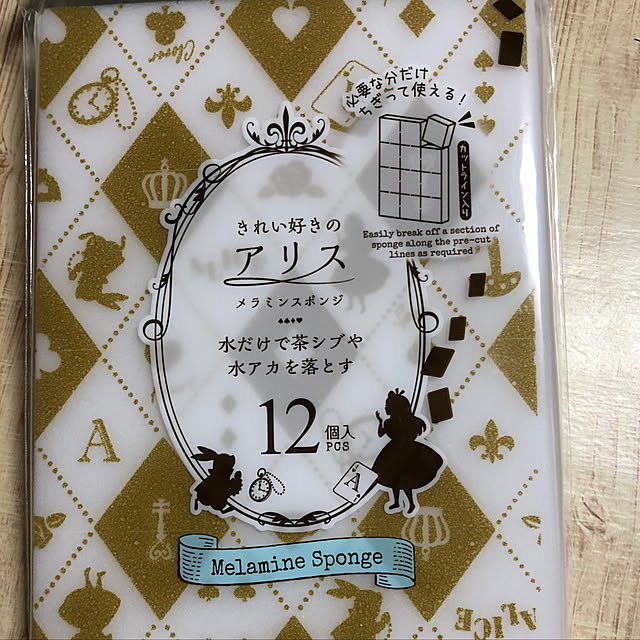 Clover
A
必要な分だけ
ちぎって使える!
カットライン入り
Easily break off a section of
sponge along the pre-cut
lines as required
きれい好きの
アリス
メラミンスポンジ
水だけで茶シブや
水アカを落とす
12個入
PCS
A
A
Melamine Sponge
ALICE